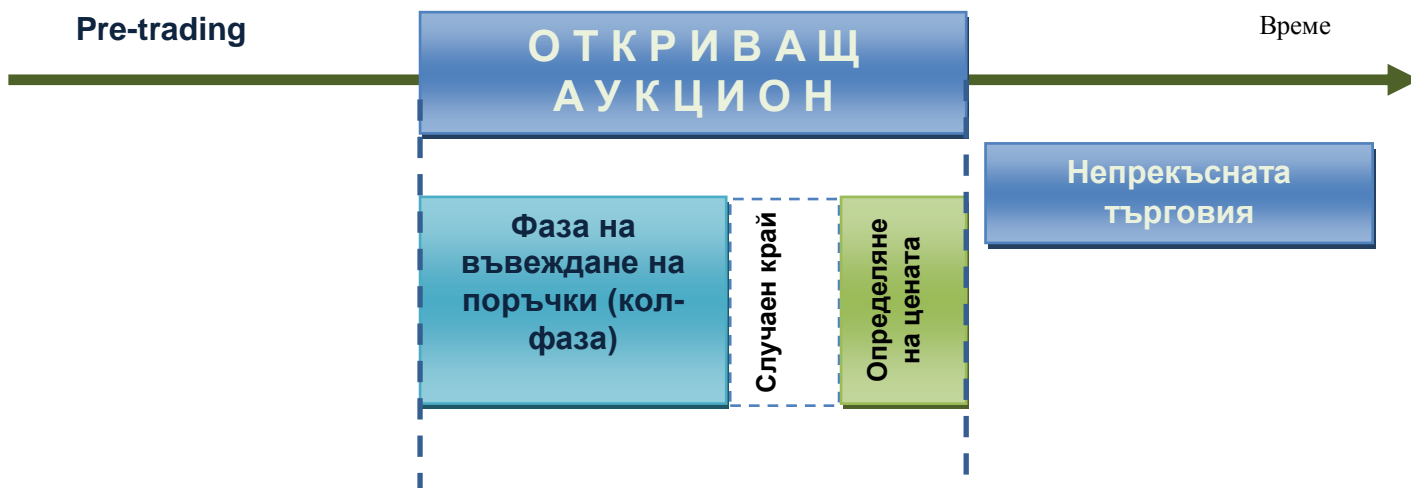 Pre-trading
О Т К Р И В А Щ
А У К Ц И О Н
Време
Непрекъсната
търговия
Фаза на
въвеждане на
поръчки (кол-
фаза)
Случаен край
Определяне
на цената